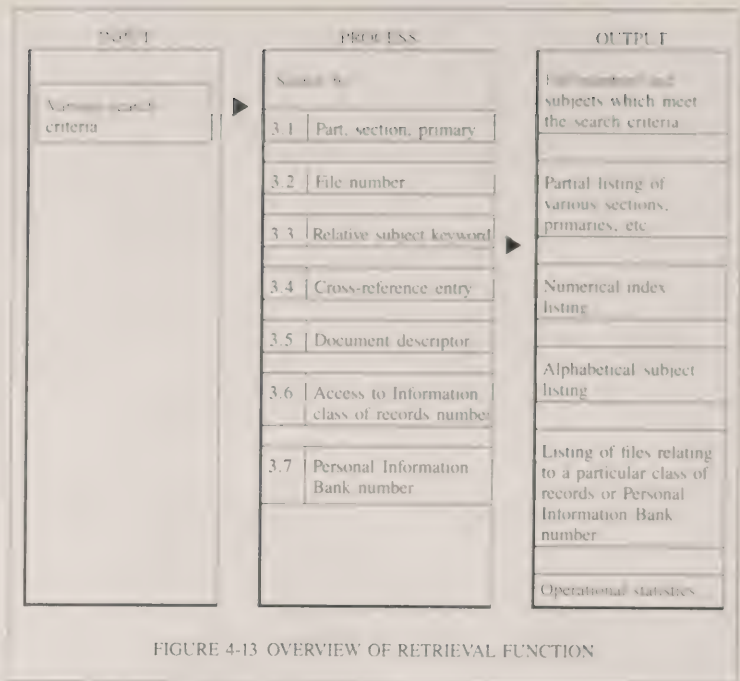 INPUT
Various search
criteria
PROCESS
3.1 Part, section, primary
3.2 File number
3.3 Relative subject keyword
3.4 Cross-reference entry
3.5 Document descriptor
3.6 Access to Information
class of records number
3.7 Personal Information
Bank number
OUTPUT
subjects which meet
the search criteria
Partial listing of
various sections,
primaries, etc
Numerical index
listing
Alphabetical subject
listing
Listing of files relating
to a particular class of
records or Personal
Information Bank
number
Operational statistics
FIGURE 4-13 OVERVIEW OF RETRIEVAL FUNCTION